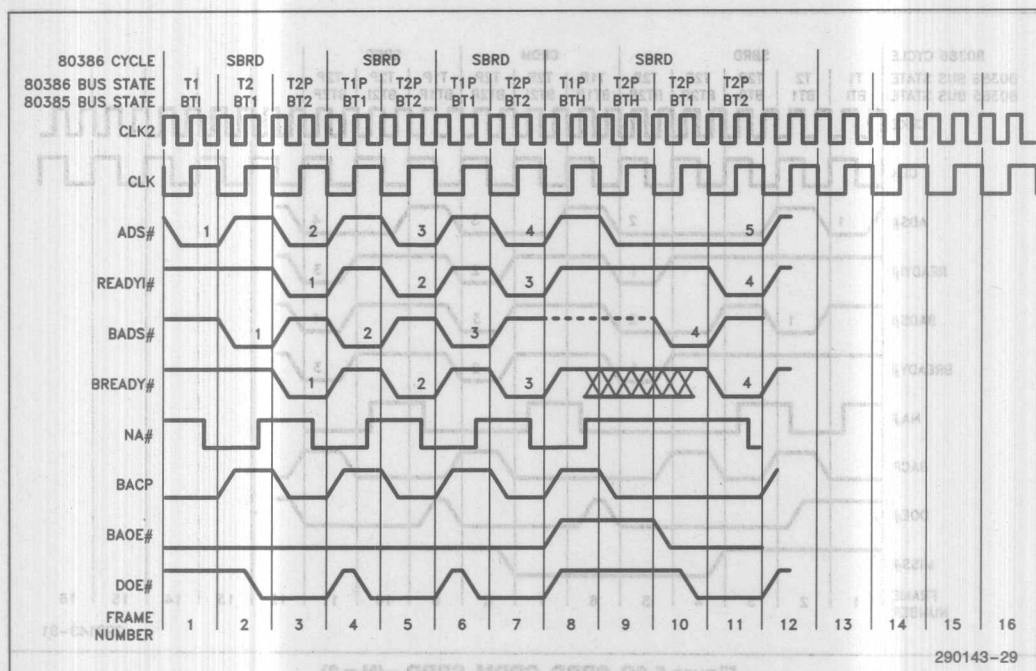 80386 CYCLE SBRD SBRD SBRD SBRD
80386 BUS STATE T1 T2 T2P T1P T2P T1P T2P T1P T2P T2P T2P
80385 BUS STATE BTI BT1 BT2 BT1 BT2 BT1 BT2 BTH BTH BT1 BT2
CLK2
CLK
ADS# 1 2 3 4 5
READYI# 1 2 3 4
BADS# 1 2 3 4
BREADY# 1 2 3 4
NA#
BACP
BAOE#
DOE#
FRAME NUMBER 1 2 3 4 5 6 7 8 9 10 11 12 13 14 15 16
290143-29